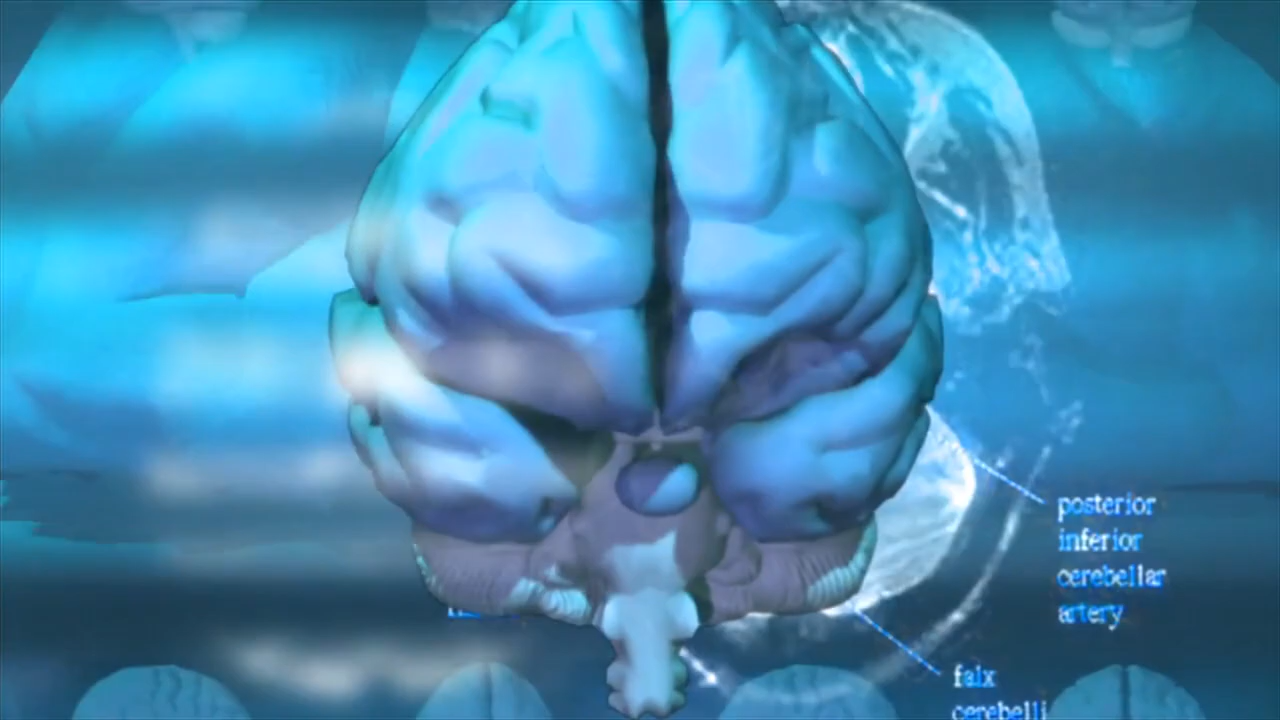 posterior
inferior
cerebellar
artery
falx
cerebelli